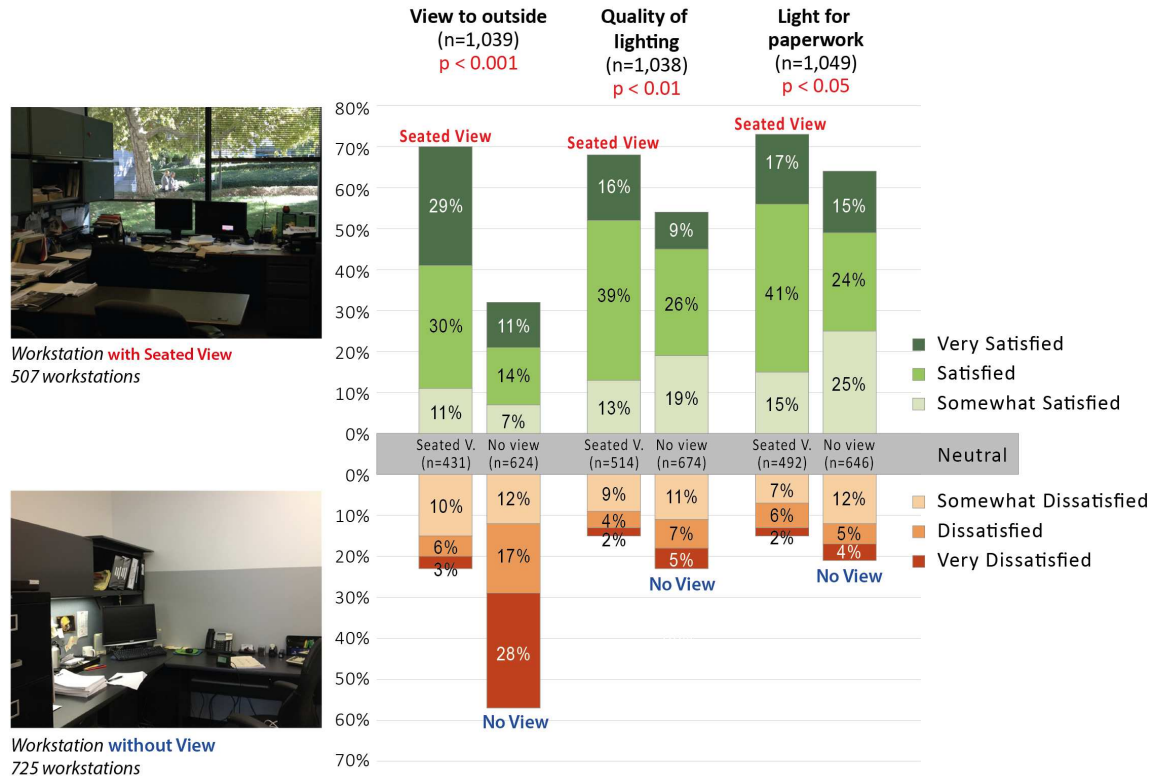 View to outside
(n=1,039)
p < 0.001
Quality of
lighting
(n=1,038)
p < 0.01
Light for
paperwork
(n=1,049)
p < 0.05
80%
70%
60%
50%
40%
30%
20%
10%
0%
0%
10%
20%
30%
40%
50%
60%
70%
Seated View
29%
30%
11%
11%
14%
7%
Seated View
16%
39%
13%
9%
26%
19%
Seated View
17%
41%
15%
15%
24%
25%
Seated V.
(n=431)
No view
(n=624)
Seated V.
(n=514)
No view
(n=674)
Seated V.
(n=492)
No view
(n=646)
Neutral
10%
6%
3%
12%
17%
28%
No View
9%
4%
2%
11%
7%
5%
No View
7%
6%
2%
12%
5%
4%
No View
Very Satisfied
Satisfied
Somewhat Satisfied
Somewhat Dissatisfied
Dissatisfied
Very Dissatisfied
Workstation with Seated View
507 workstations
Workstation without View
725 workstations